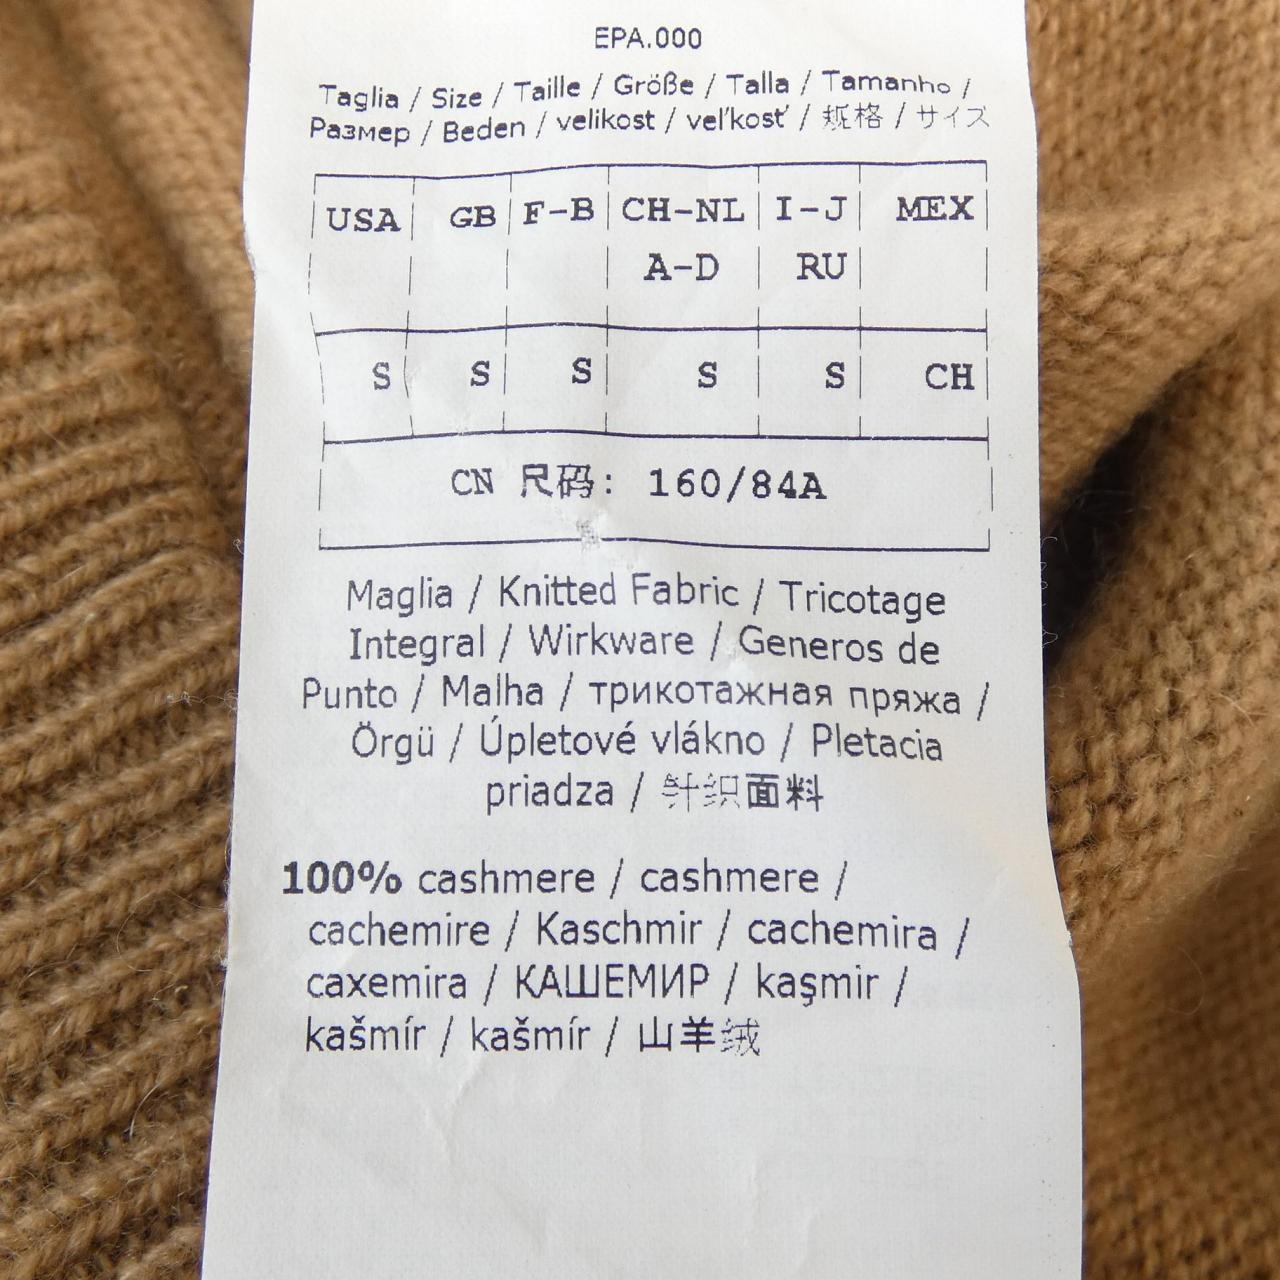 EPA.000
Taglia / Size / Taille / Größe / Talla / Tamanho /
Размер / Beden / velikost / veľkosť / 规格 / サイズ
USA GB F-B CH-NL I-J MEX
A-D RU
S S S S S CH
CN 尺码: 160/84A
Maglia / Knitted Fabric / Tricotage
Integral / Wirkware / Generos de
Punto / Malha / трикотажная пряжа /
Örgü / Úpletové vlákno / Pletacia
priadza / 针织面料
100% cashmere / cashmere /
cachemire / Kaschmir / cachemira /
caxemira / КАШЕМИР / kaşmir /
kašmír / kašmír / 山羊绒